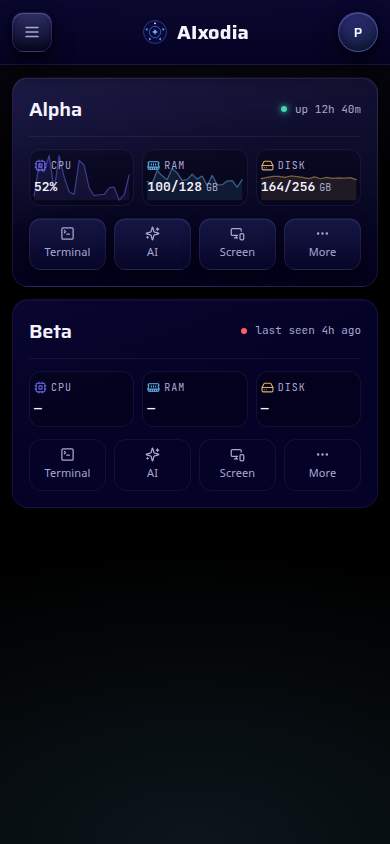 AIxodia
P
Alpha
up 12h 40m
CPU
52%
RAM
100/128 GB
DISK
164/256 GB
Terminal
AI
Screen
More
Beta
last seen 4h ago
CPU
—
RAM
—
DISK
—
Terminal
AI
Screen
More